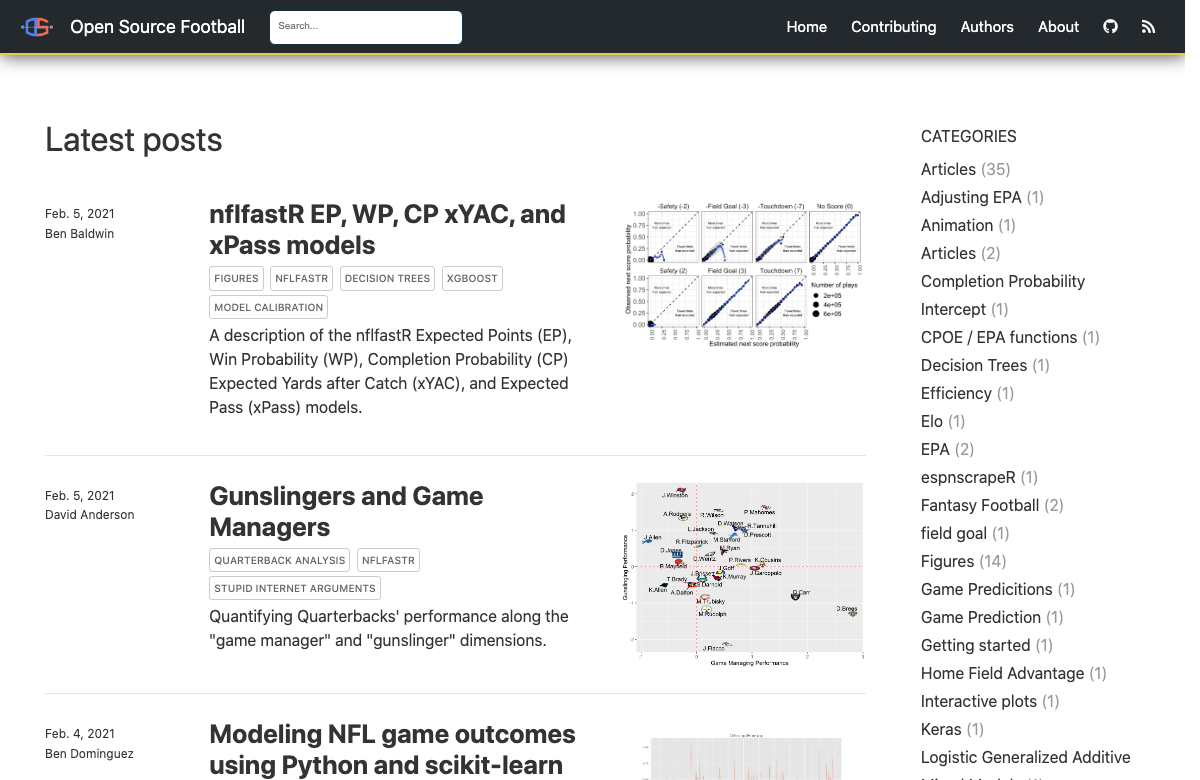 Open Source Football
Search...
Home
Contributing
Authors
About
Latest posts
Feb. 5, 2021
Ben Baldwin
nflfastR EP, WP, CP xYAC, and
xPass models
FIGURES
NFLFASTR
DECISION TREES
XGBOOST
MODEL CALIBRATION
A description of the nflfastR Expected Points (EP),
Win Probability (WP), Completion Probability (CP)
Expected Yards after Catch (xYAC), and Expected
Pass (xPass) models.
-Safety (-2)
-Field Goal (-3)
-Touchdown (-7)
No Score (0)
Safety (2)
Field Goal (3)
Touchdown (7)
Observed next score probability
Estimated next score probability
Number of plays
2e+05
4e+05
6e+05
Feb. 5, 2021
David Anderson
Gunslingers and Game
Managers
QUARTERBACK ANALYSIS
NFLFASTR
STUPID INTERNET ARGUMENTS
Quantifying Quarterbacks' performance along the
"game manager" and "gunslinger" dimensions.
J.Winston
A.Rodgers
R.Wilson
P.Mahomes
D.Watson
R.Tannehill
L.Jackson
M.Stafford
D.Prescott
J.Allen
R.Fitzpatrick
D.Jones
M.Ryan
C.Wentz
P.Rivers
K.Cousins
B.Mayfield
J.Goff
J.Garoppolo
J.Brissett
K.Murray
T.Brady
S.Darnold
K.Allen
A.Dalton
M.Trubisky
D.Carr
M.Rudolph
D.Brees
J.Flacco
Gunslinging Performance
Game Managing Performance
Feb. 4, 2021
Ben Dominguez
Modeling NFL game outcomes
using Python and scikit-learn
CATEGORIES
Articles (35)
Adjusting EPA (1)
Animation (1)
Articles (2)
Completion Probability
Intercept (1)
CPOE / EPA functions (1)
Decision Trees (1)
Efficiency (1)
Elo (1)
EPA (2)
espnscrapeR (1)
Fantasy Football (2)
field goal (1)
Figures (14)
Game Predicitions (1)
Game Prediction (1)
Getting started (1)
Home Field Advantage (1)
Interactive plots (1)
Keras (1)
Logistic Generalized Additive